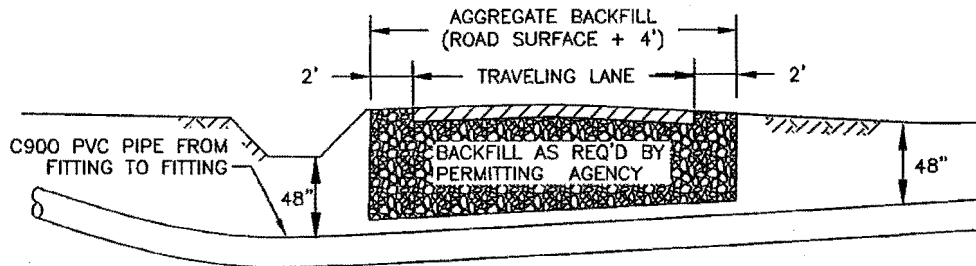 AGGREGATE BACKFILL
(ROAD SURFACE + 4')
2'
TRAVELING LANE
2'
C900 PVC PIPE FROM
FITTING TO FITTING
BACKFILL AS REQ'D BY
PERMITTING AGENCY
48"
48"